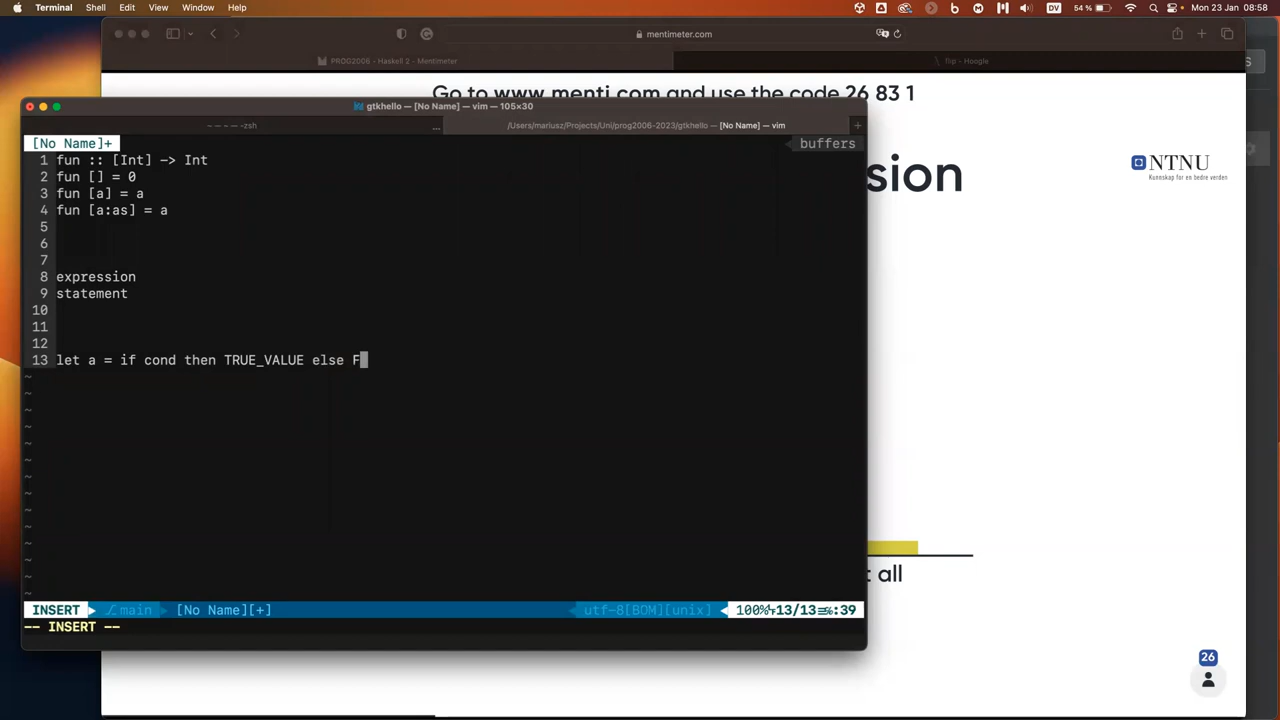 Terminal Shell Edit View Window Help
DV 54 % Mon 23 Jan 08:58
mentimeter.com
PROG2006 - Haskell 2 - Mentimeter
flip - Hoogle
S
Go to www.menti.com and use the code 26 83 1
gtkhello — [No Name] — vim — 105×30
~ — -zsh
... /Users/mariusz/Projects/Uni/prog2006-2023/gtkhello — [No Name] — vim +
[No Name]+ buffers
NTNU
Kunnskap for en bedre verden
sion
1 fun :: [Int] -> Int
2 fun [] = 0
3 fun [a] = a
4 fun [a:as] = a
5
6
7
8 expression
9 statement
10
11
12
13 let a = if cond then TRUE_VALUE else F
~
~
~
~
~
~
~
~
~
~
~
~
~
~
t all
INSERT main [No Name][+] utf-8[BOM][unix] 100% 13/13 :39
-- INSERT --
26